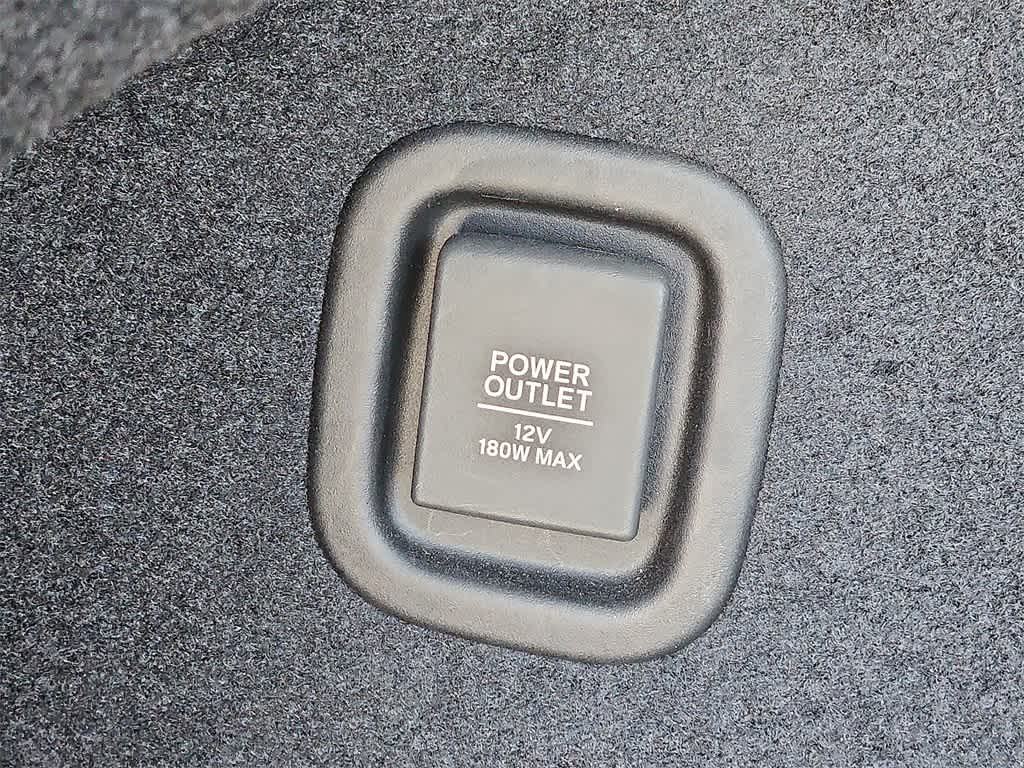 POWER
OUTLET
12V
180W MAX